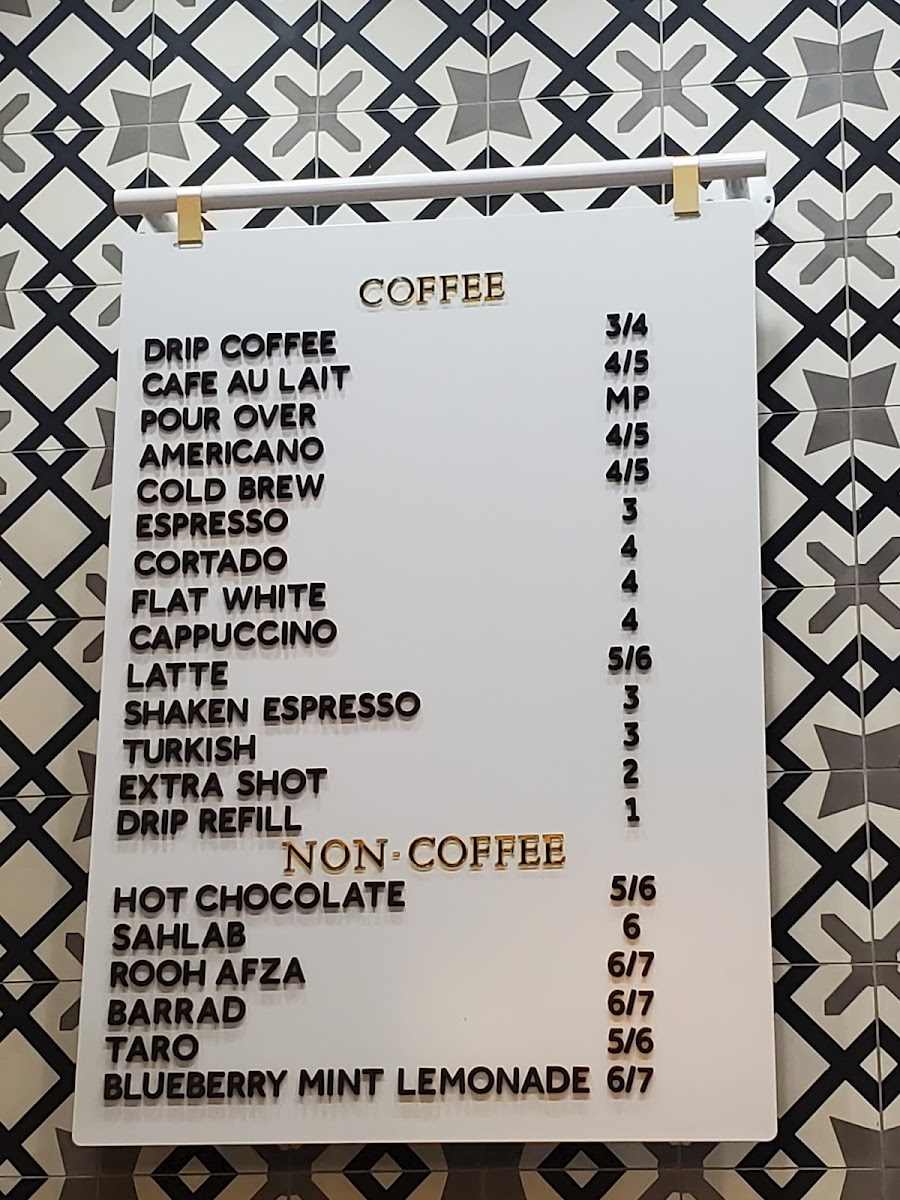 COFFEE
DRIP COFFEE 3/4
CAFE AU LAIT 4/5
POUR OVER MP
AMERICANO 4/5
COLD BREW 4/5
ESPRESSO 3
CORTADO 4
FLAT WHITE 4
CAPPUCCINO 4
LATTE 5/6
SHAKEN ESPRESSO 3
TURKISH 3
EXTRA SHOT 2
DRIP REFILL 1
NON-COFFEE
HOT CHOCOLATE 5/6
SAHLAB 6
ROOH AFZA 6/7
BARRAD 6/7
TARO 5/6
BLUEBERRY MINT LEMONADE 6/7